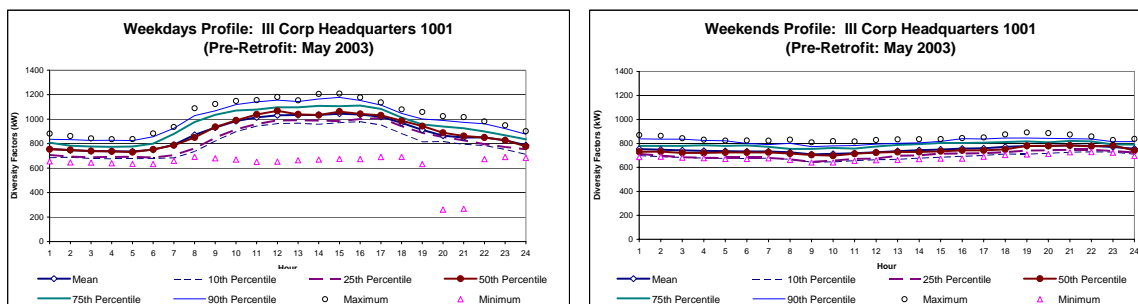 Weekdays Profile: III Corp Headquarters 1001
(Pre-Retrofit: May 2003)
Diversity Factors (kW)
1400
1200
1000
800
600
400
200
0
1 2 3 4 5 6 7 8 9 10 11 12 13 14 15 16 17 18 19 20 21 22 23 24
Hour
Mean 10th Percentile 25th Percentile 50th Percentile
75th Percentile 90th Percentile Maximum Minimum
Weekends Profile: III Corp Headquarters 1001
(Pre-Retrofit: May 2003)
Diversity Factors (kW)
1400
1200
1000
800
600
400
200
0
1 2 3 4 5 6 7 8 9 10 11 12 13 14 15 16 17 18 19 20 21 22 23 24
Hour
Mean 10th Percentile 25th Percentile 50th Percentile
75th Percentile 90th Percentile Maximum Minimum